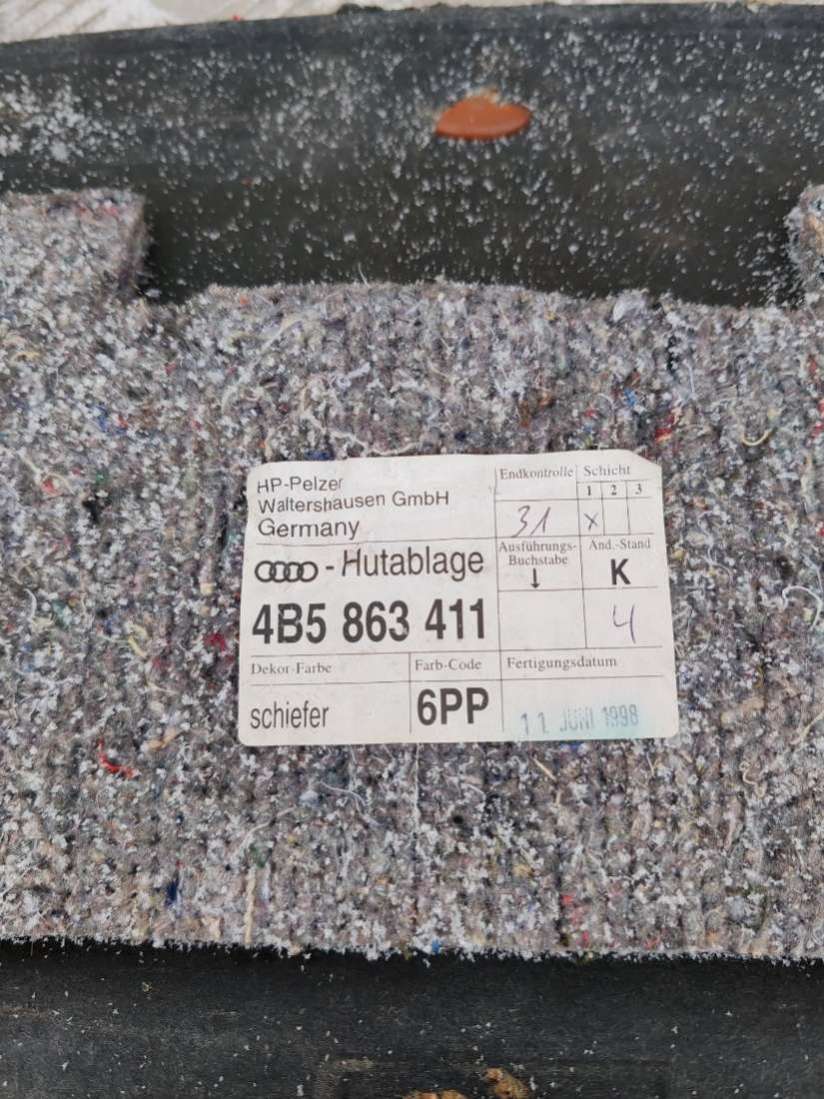 HP-Pelzer
Waltershausen GmbH
Germany
Endkontrolle
Schicht
1 2 3
31
x
- Hutablage
Ausführungs-
Buchstabe
↓
Änd.-Stand
K
4B5 863 411
4
Dekor-Farbe
Farb-Code
Fertigungsdatum
schiefer
6PP
11. JUNI 1998